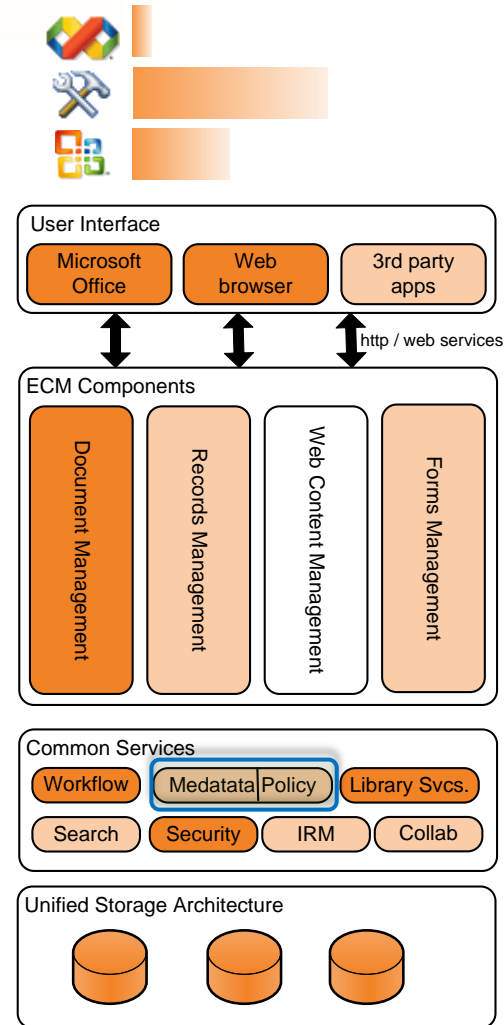 User Interface
Microsoft
Office
Web
browser
3rd party
apps
http / web services
ECM Components
Document Management
Records Management
Web Content Management
Forms Management
Common Services
Workflow
Medatata Policy
Library Svcs.
Search
Security
IRM
Collab
Unified Storage Architecture